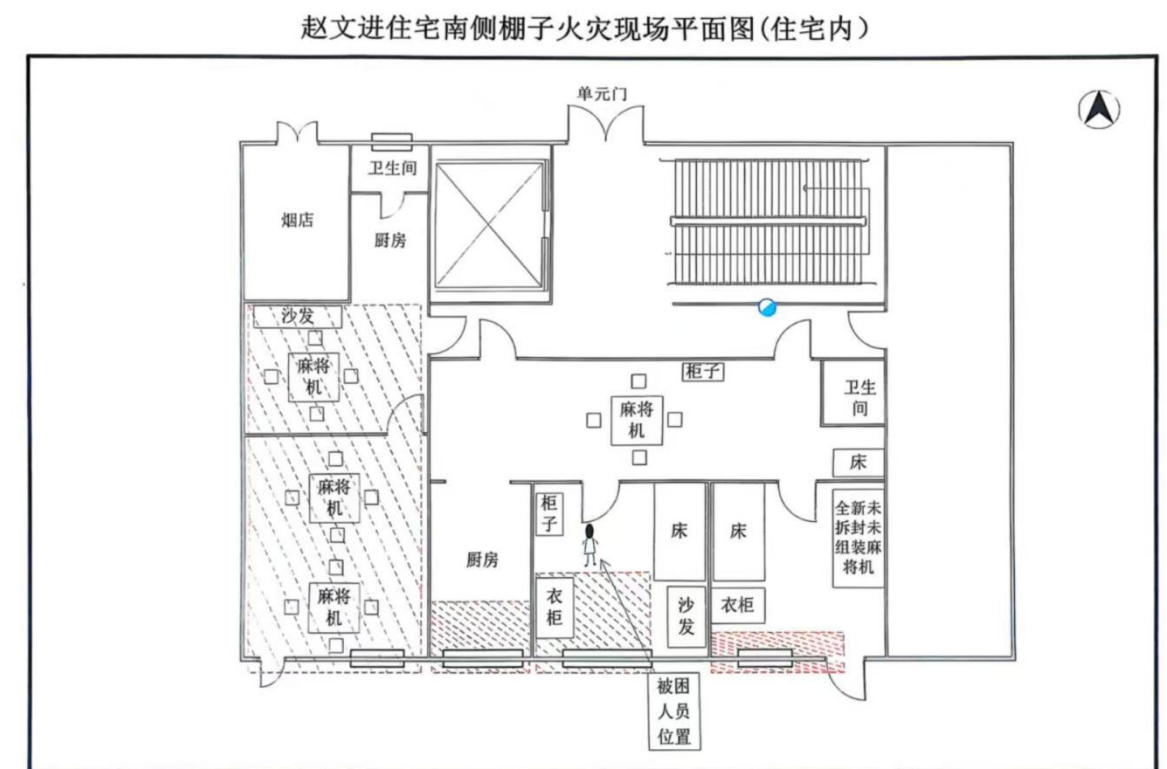 赵文进住宅南侧棚子火灾现场平面图(住宅内)
单元门
卫生间
烟店
厨房
沙发
麻将
机
柜子
卫生
间
麻将
机
床
麻将
机
柜
子
床
床
全新未
拆封未
组装麻
将机
厨房
麻将
机
衣
柜
沙
发
衣柜
被困
人员
位置